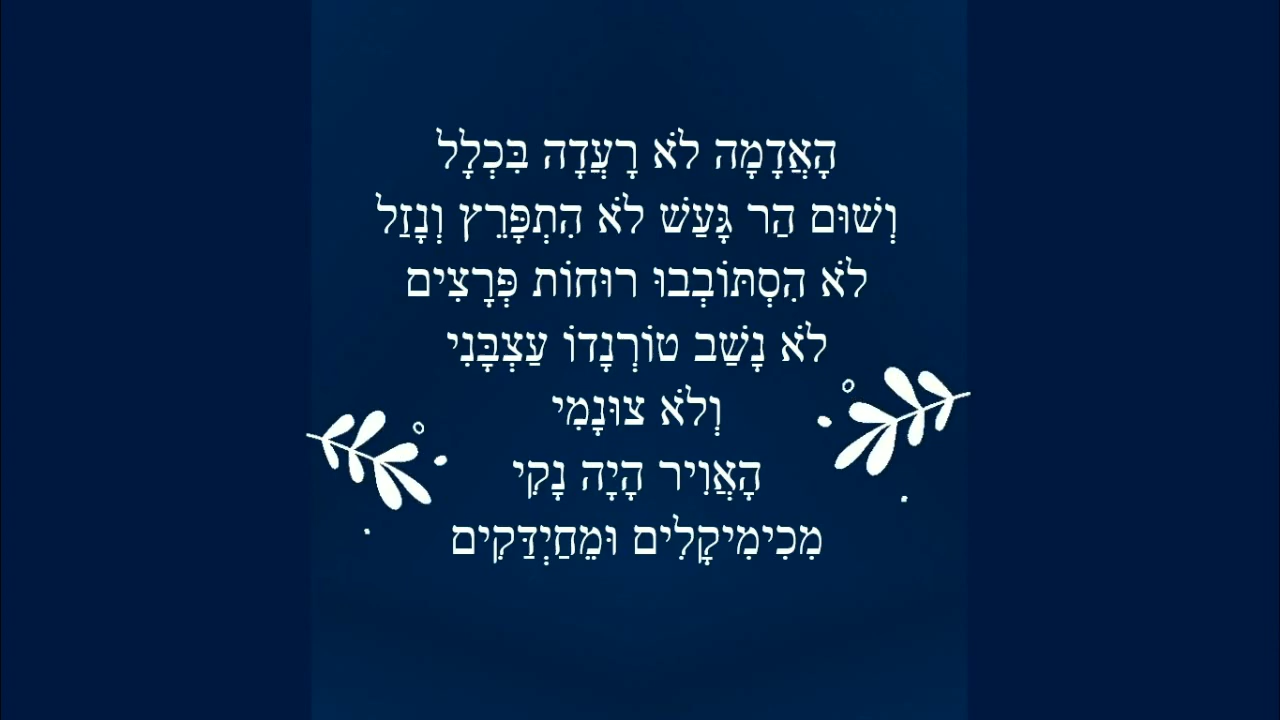 הָאֲדָמָה לֹא רָעֲדָה בִּכְלָל
וְשׁוּם הַר גָּעַשׁ לֹא הִתְפָּרֵץ וְנָזַל
לֹא הִסְתּוֹבְבוּ רוּחוֹת פְּרָצִים
לֹא נָשַׁב טוֹרְנָדוֹ עַצְבָּנִי
וְלֹא צוּנָמִי
הָאֲוִיר הָיָה נָקִי
מִכִימִיקָלִים וּמֵחַיְדַּקִים